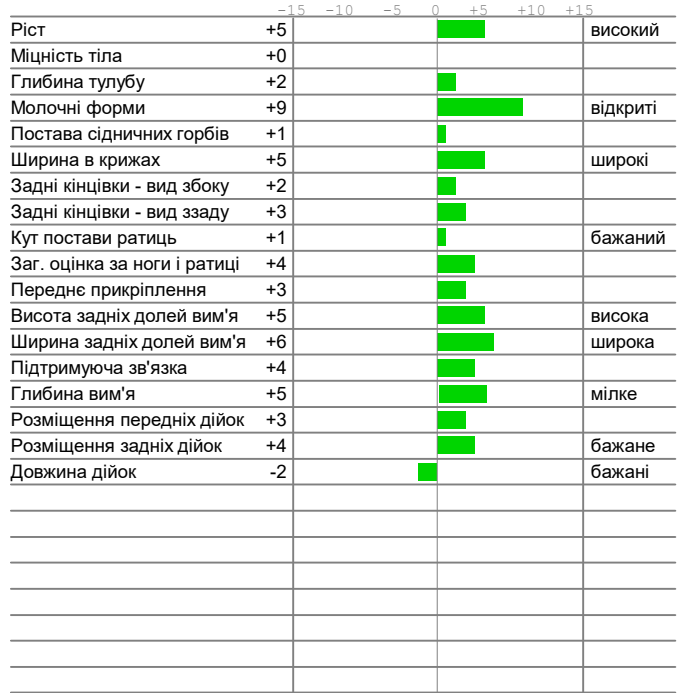 -15 -10 -5 0 +5 +10 +15
Ріст +5 високий
Міцність тіла +0
Глибина тулубу +2
Молочні форми +9 відкриті
Постава сідничних горбів +1
Ширина в крижах +5 широкі
Задні кінцівки - вид збоку +2
Задні кінцівки - вид ззаду +3
Кут постави ратиць +1 бажаний
Заг. оцінка за ноги і ратиці +4
Переднє прикріплення +3
Висота задніх долей вим'я +5 висока
Ширина задніх долей вим'я +6 широка
Підтримуюча зв'язка +4
Глибина вим'я +5 мілке
Розміщення передніх дійок +3
Розміщення задніх дійок +4 бажане
Довжина дійок -2 бажані